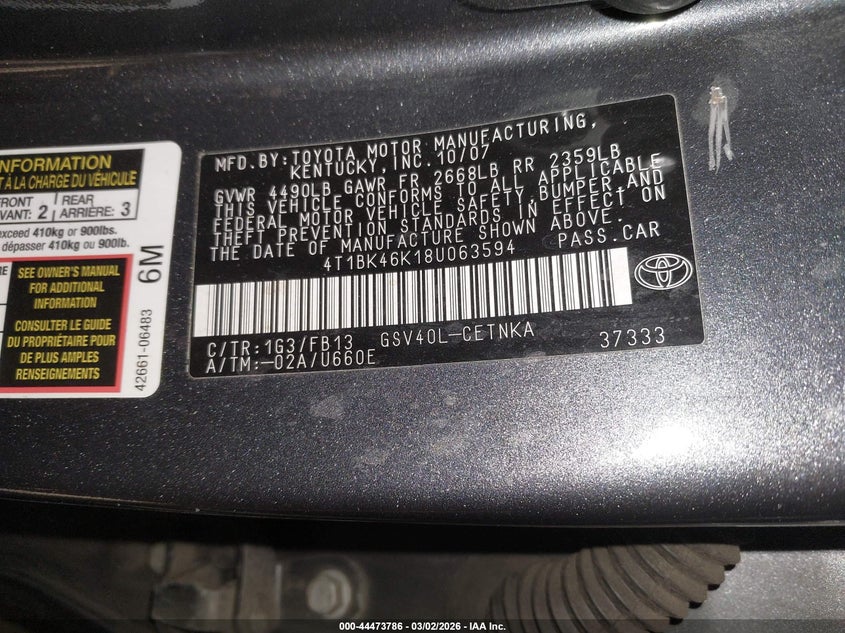 INFORMATION
T À LA CHARGE DU VÉHICULE
FRONT
VANT: 2
REAR
ARRIÈRE: 3
exceed 410kg or 900lbs.
dépasser 410kg ou 900lb.
SEE OWNER'S MANUAL
FOR ADDITIONAL
INFORMATION
CONSULTER LE GUIDE
DU PROPRIÉTAIRE POUR
DE PLUS AMPLES
RENSEIGNEMENTS
6M
42661-06483
MFD.BY:TOYOTA MOTOR MANUFACTURING,
KENTUCKY, INC. 10/07
GVWR 4490LB GAWR FR 2668LB RR 2359LB
THIS VEHICLE CONFORMS TO ALL APPLICABLE
FEDERAL MOTOR VEHICLE SAFETY,BUMPER,AND
THEFT PREVENTION STANDARDS IN EFFECT ON
THE DATE OF MANUFACTURE SHOWN ABOVE.
4T1BK46K18U063594 PASS.CAR
C/TR:1G3/FB13 GSV40L-CETNKA 37333
A/TM:-02A/U660E
000-44473786 - 03/02/2026 - IAA Inc.